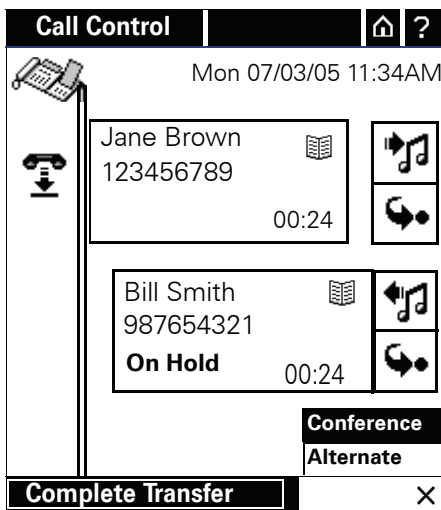 Call Control ?
Mon 07/03/05 11:34AM
Jane Brown
123456789
00:24
Bill Smith
987654321
On Hold 00:24
Conference
Alternate
Complete Transfer